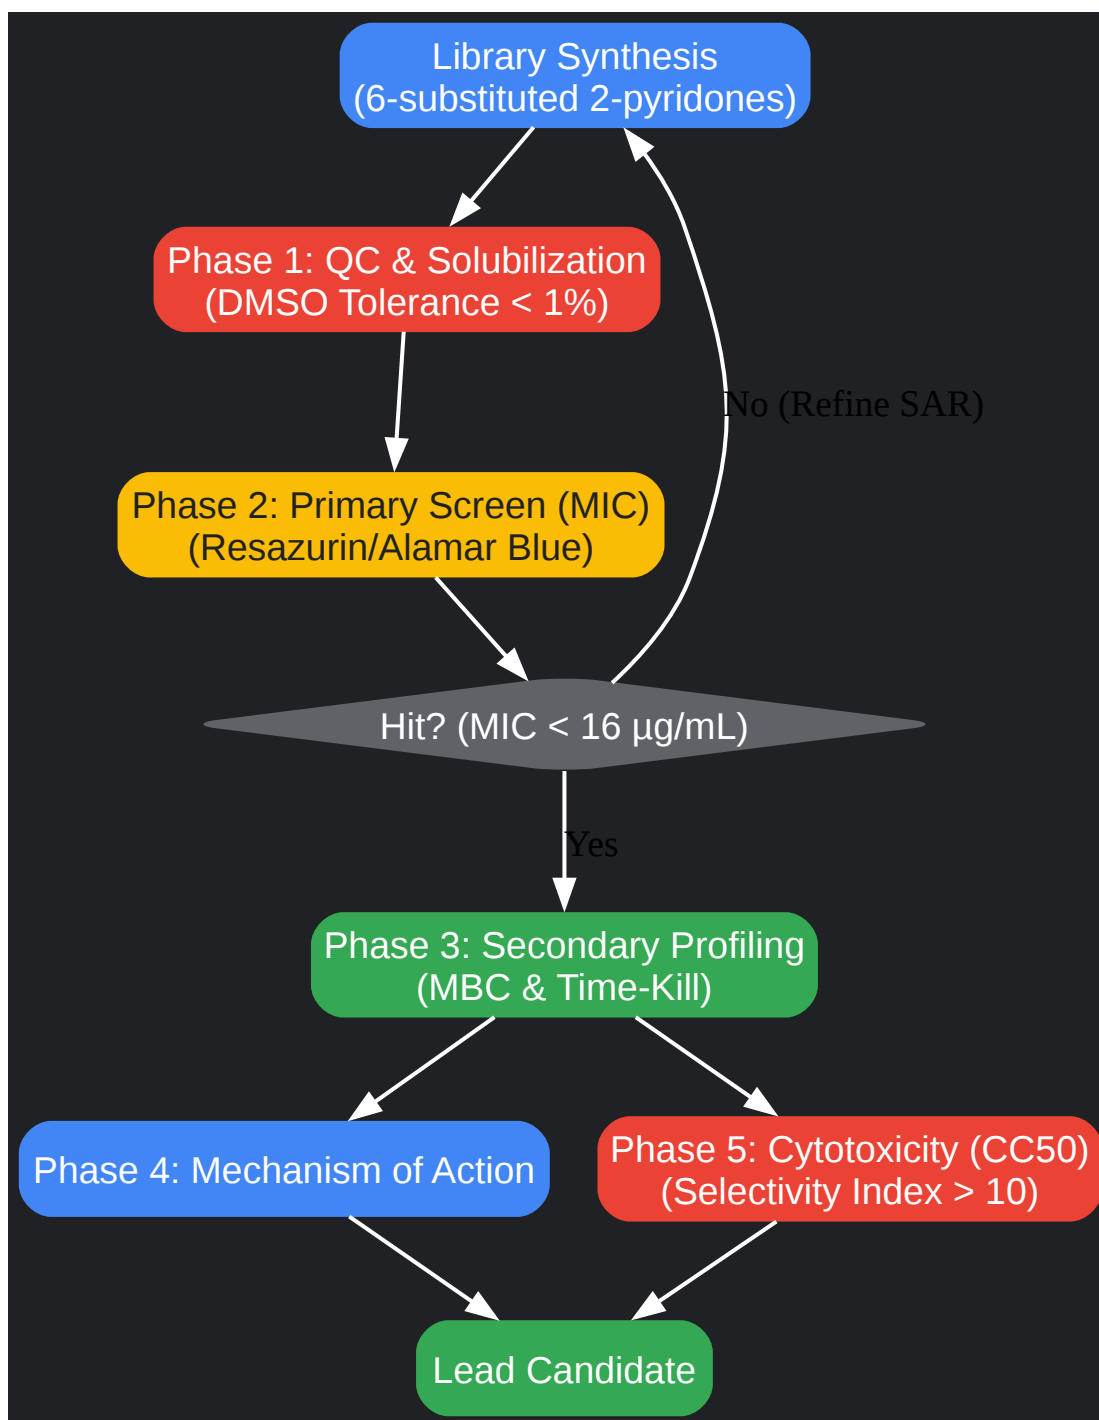 Library Synthesis
(6-substituted 2-pyridones)
Phase 1: QC & Solubilization
(DMSO Tolerance < 1%)
No (Refine SAR)
Phase 2: Primary Screen (MIC)
(Resazurin/Alamar Blue)
Hit? (MIC < 16 µg/mL)
Yes
Phase 3: Secondary Profiling
(MBC & Time-Kill)
Phase 4: Mechanism of Action
Phase 5: Cytotoxicity (CC50)
(Selectivity Index > 10)
Lead Candidate